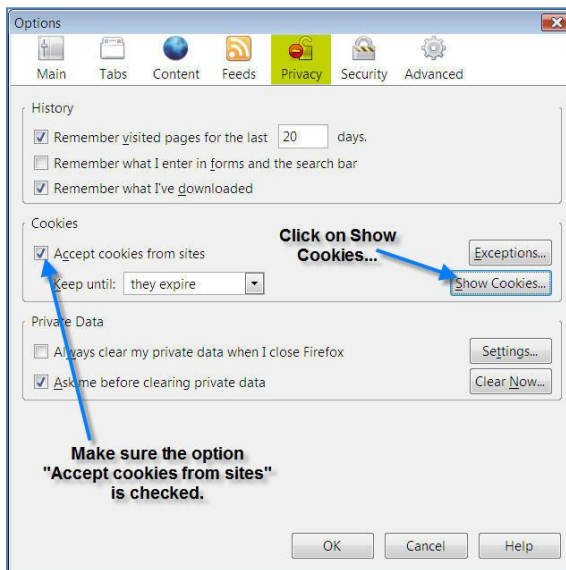 Options
Main Tabs Content Feeds Privacy Security Advanced
History
Remember visited pages for the last 20 days.
Remember what I enter in forms and the search bar
Remember what I've downloaded
Cookies
Click on Show
Cookies...
Accept cookies from sites
Exceptions...
Keep until: they expire
Show Cookies...
Private Data
Always clear my private data when I close Firefox
Settings...
Ask me before clearing private data
Clear Now...
Make sure the option
"Accept cookies from sites"
is checked.
OK Cancel Help